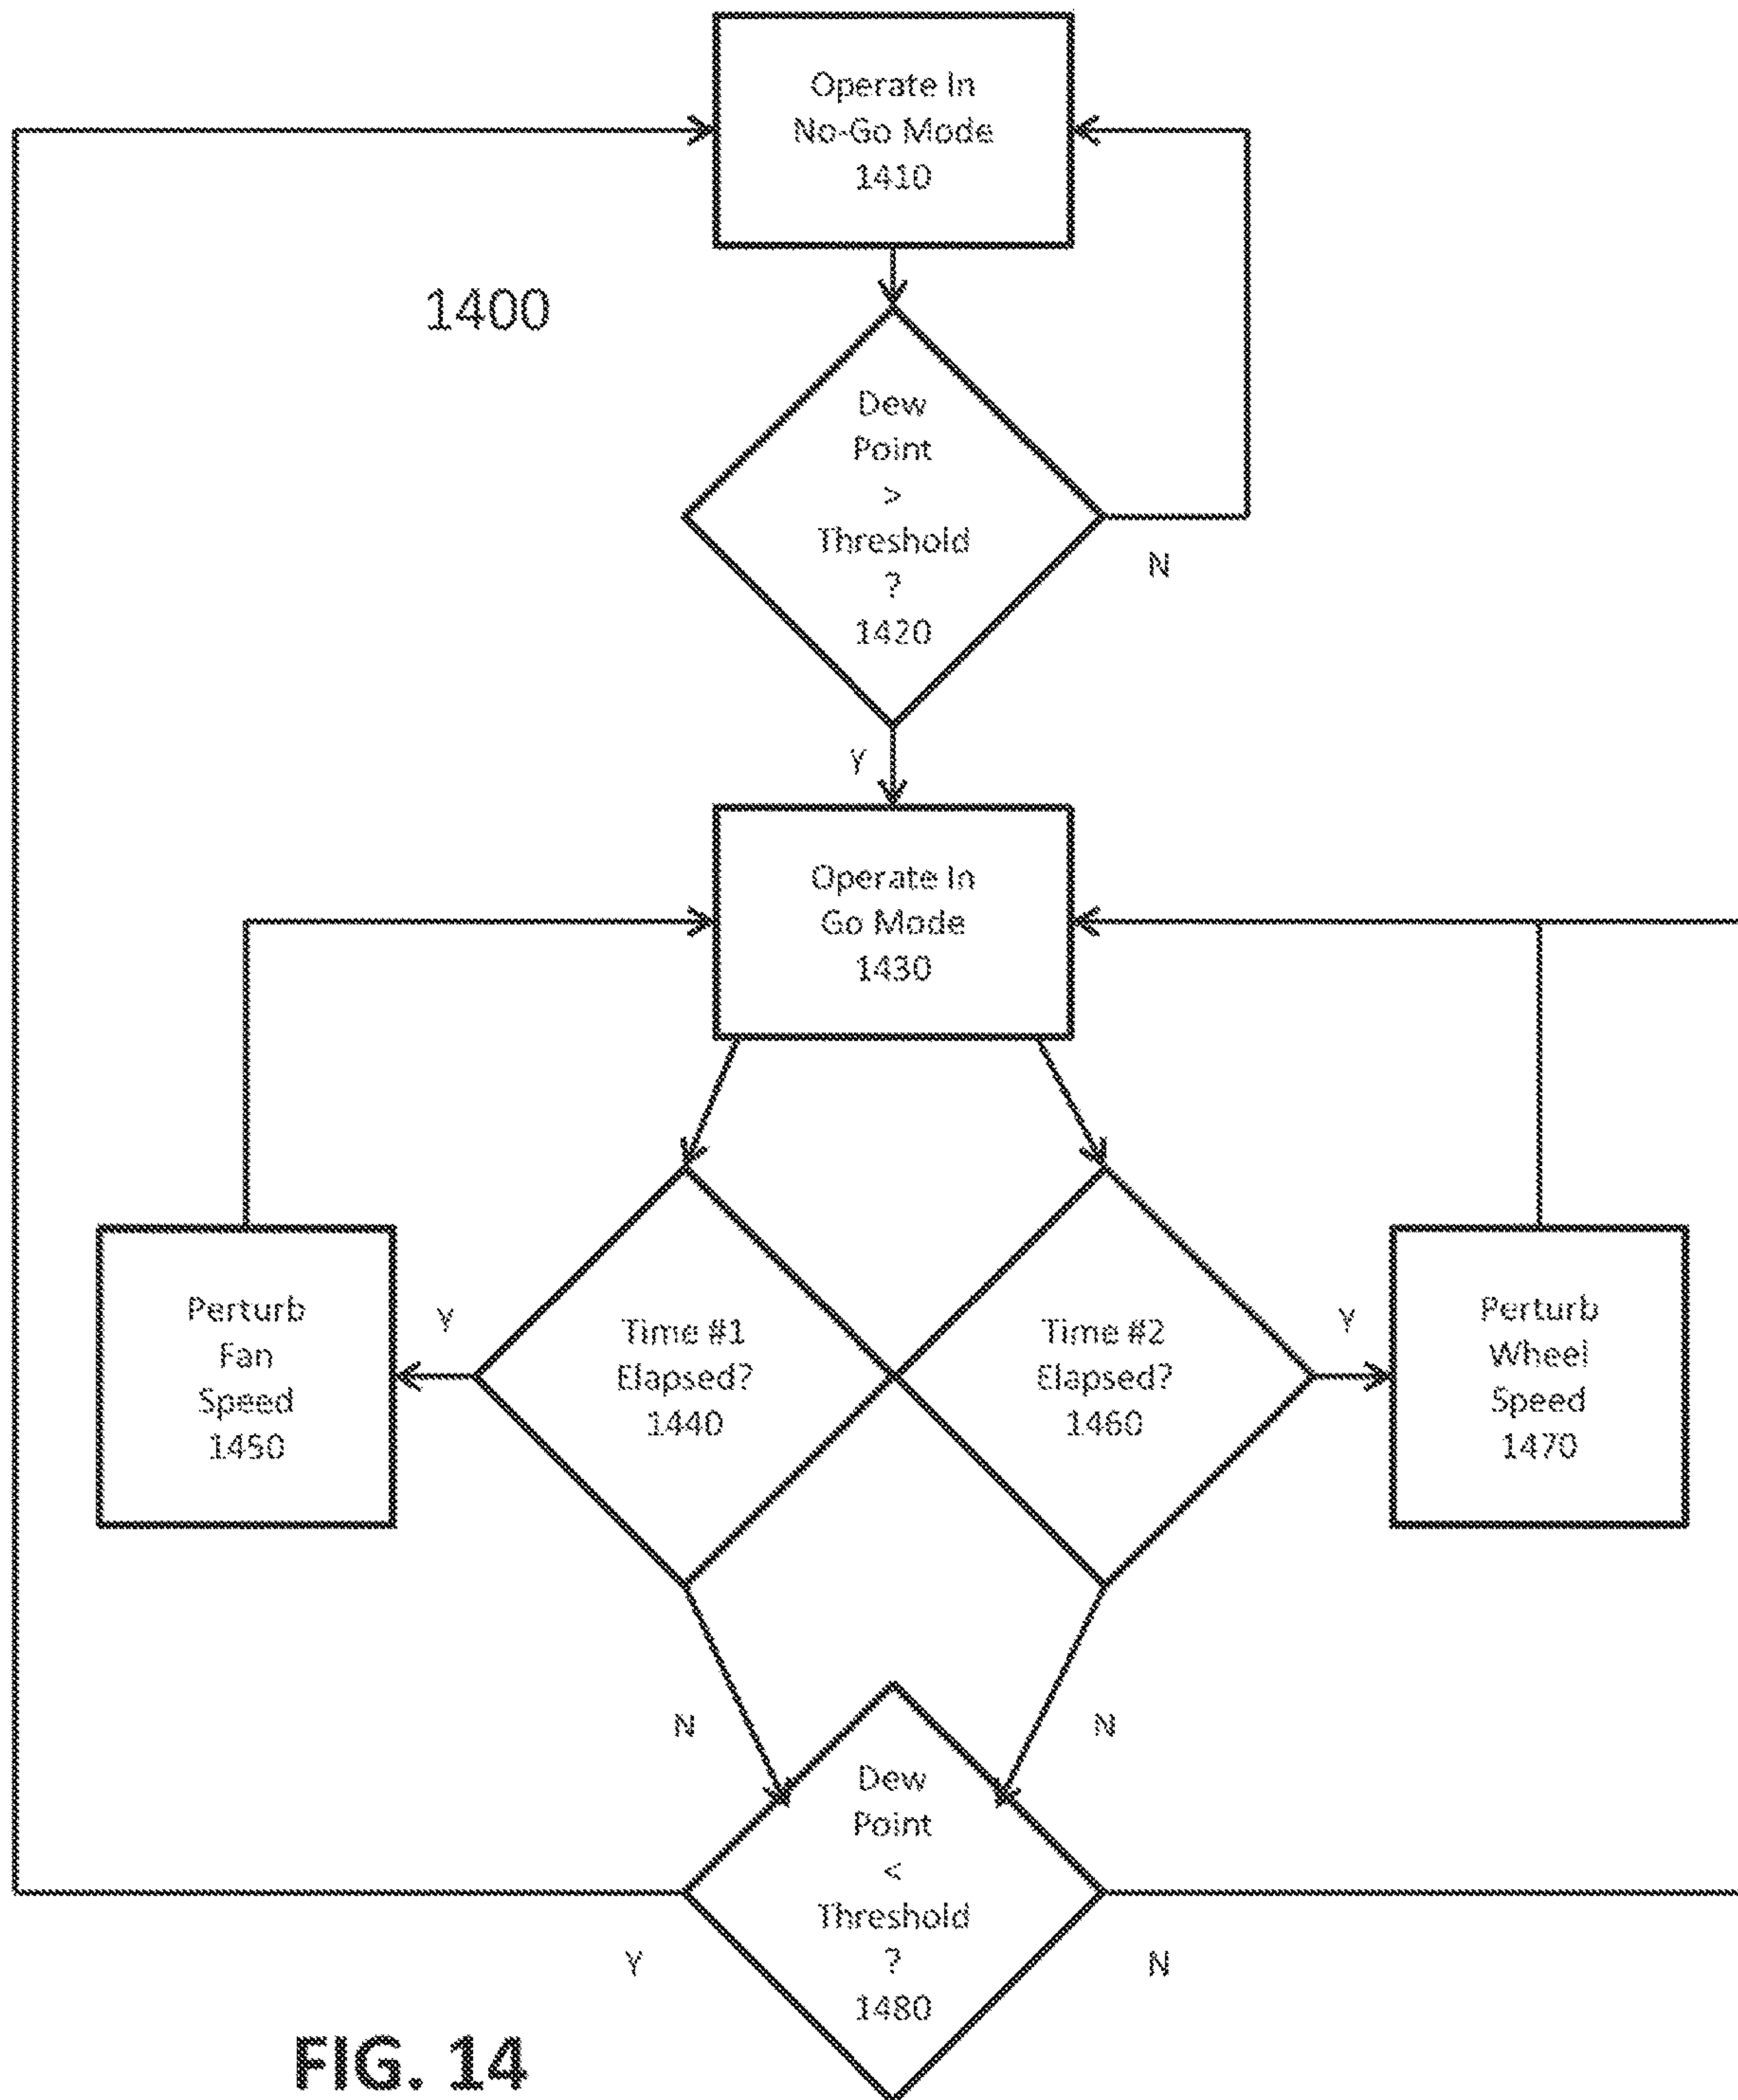 Operate In
No-Go Mode
1410
1400
Dew
Point
>
Threshold
?
1420
N
Y
Operate In
Go Mode
1430
Perturb
Fan
Speed
1450
Y
Time #1
Elapsed?
1440
Time #2
Elapsed?
1460
Y
Perturb
Wheel
Speed
1470
N
N
Dew
Point
<
Threshold
?
1480
Y
N
FIG. 14